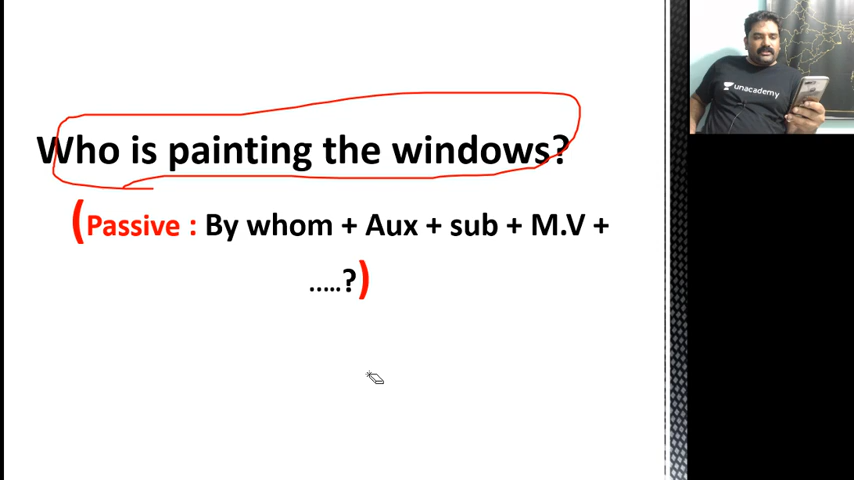 Who is painting the windows?
(Passive : By whom + Aux + sub + M.V +
.....?)
unacademy